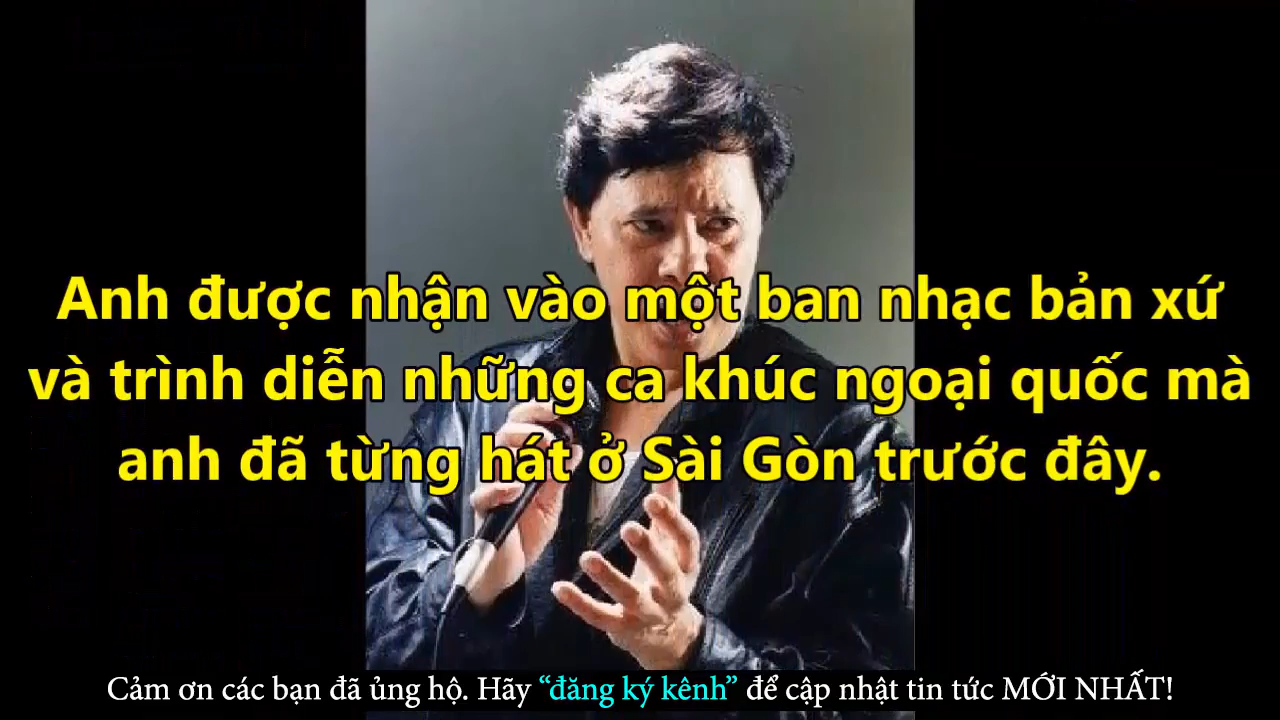 Anh được nhận vào một ban nhạc bản xứ
và trình diễn những ca khúc ngoại quốc mà
anh đã từng hát ở Sài Gòn trước đây.
Cảm ơn các bạn đã ủng hộ. Hãy “đăng ký kênh” để cập nhật tin tức MỚI NHẤT!